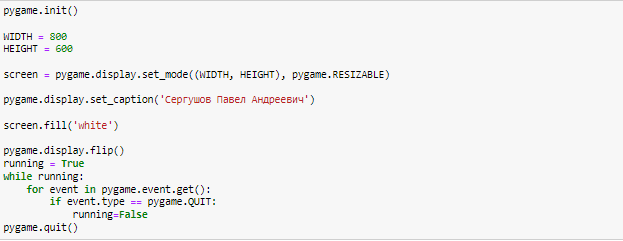 pygame.init()
WIDTH = 800
HEIGHT = 600
screen = pygame.display.set_mode((WIDTH, HEIGHT), pygame.RESIZABLE)
pygame.display.set_caption('Сергушов Павел Андреевич')
screen.fill('white')
pygame.display.flip()
running = True
while running:
    for event in pygame.event.get():
        if event.type == pygame.QUIT:
            running=False
pygame.quit()